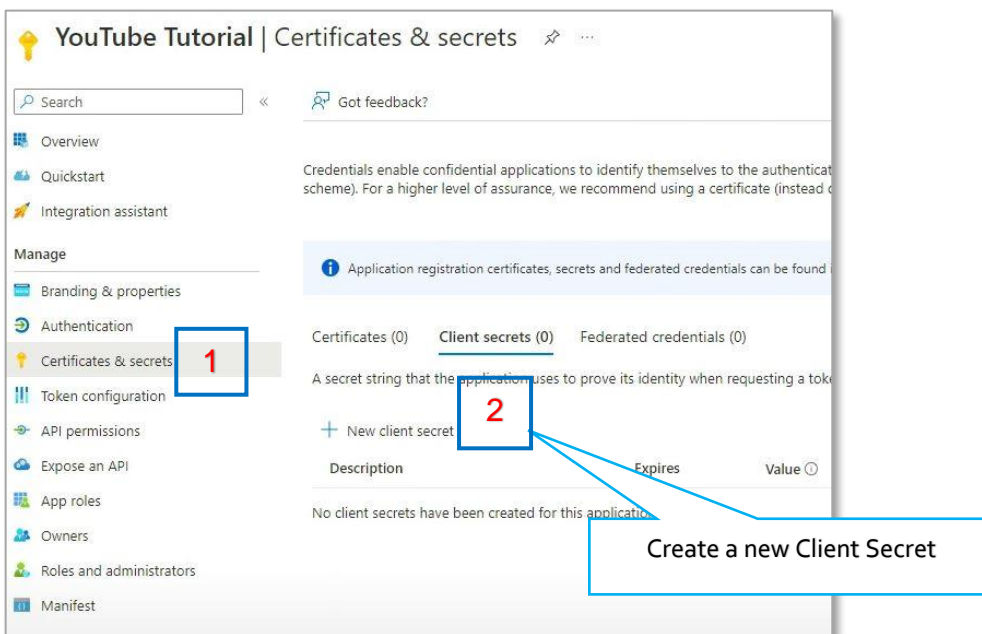 YouTube Tutorial | Certificates & secrets
Search
Got feedback?
Overview
Quickstart
Integration assistant
Manage
Branding & properties
Authentication
Certificates & secrets
Token configuration
API permissions
Expose an API
App roles
Owners
Roles and administrators
Manifest
Credentials enable confidential applications to identify themselves to the authenticat
scheme). For a higher level of assurance, we recommend using a certificate (instead
Application registration certificates, secrets and federated credentials can be found
Certificates (0) Client secrets (0) Federated credentials (0)
A secret string that the application uses to prove its identity when requesting a toke
New client secret
Description Expires Value
No client secrets have been created for this application
1
2
Create a new Client Secret